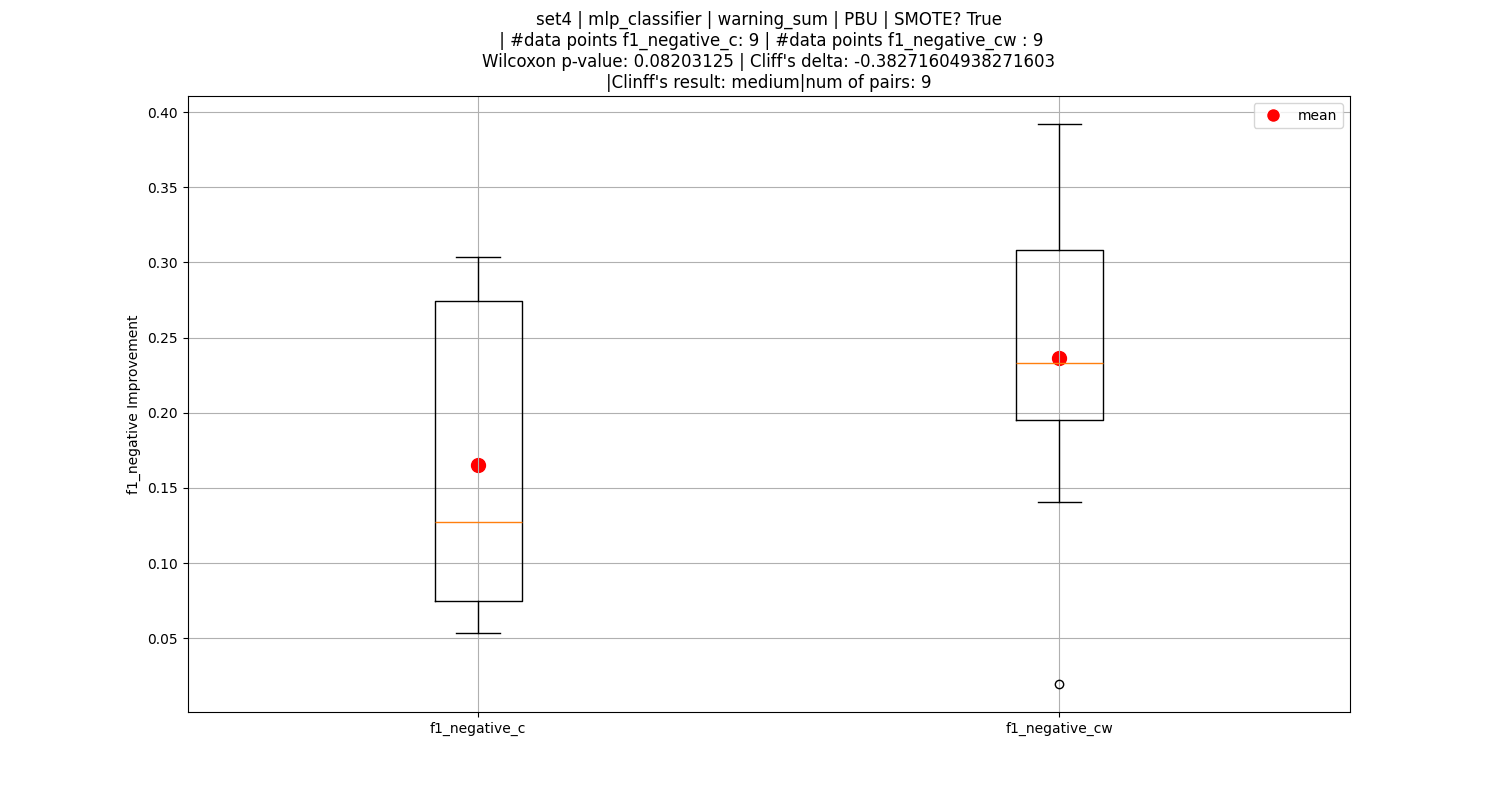 set4 | mlp_classifier | warning_sum | PBU | SMOTE? True
| #data points f1_negative_c: 9 | #data points f1_negative_cw : 9
Wilcoxon p-value: 0.08203125 | Cliff's delta: -0.38271604938271603
|Clinff's result: medium|num of pairs: 9
mean
0.40
0.35
0.30
0.25
0.20
0.15
0.10
0.05
f1_negative Improvement
f1_negative_c
f1_negative_cw